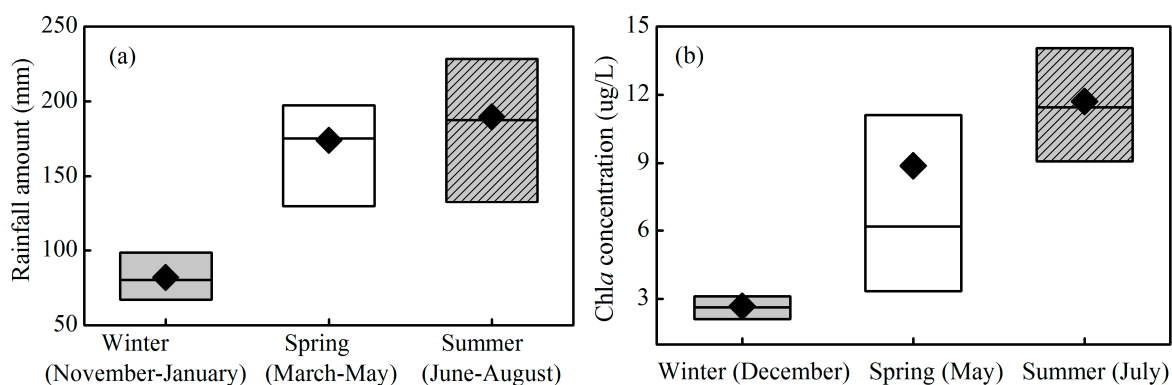 (a)
Rainfall amount (mm)
250
200
150
100
50
Winter
(November-January)
Spring
(March-May)
Summer
(June-August)
(b)
Chla concentration (ug/L)
15
12
9
6
3
Winter (December)
Spring (May)
Summer (July)